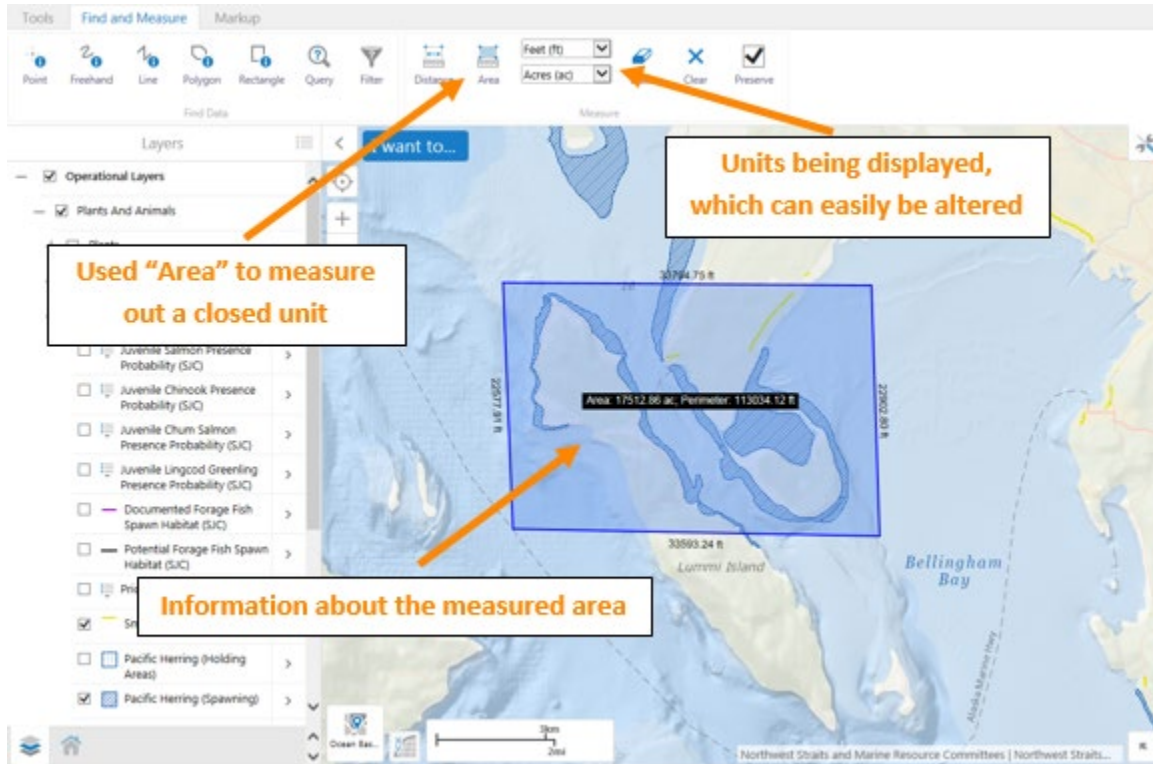 Tools Find and Measure Markup
Point Freehand Line Polygon Rectangle Query Filter Distance Area Feet (ft) Acres (ac) Clear Preserve
Find Data Measure
Layers
I want to...
Operational Layers
Plants And Animals
Units being displayed,
which can easily be altered
Used “Area” to measure
out a closed unit
33794.75 ft
Juvenile Salmon Presence
Probability (SJC)
Juvenile Chinook Presence
Probability (SJC)
22577.91 ft
Area: 17512.86 ac; Perimeter: 113034.12 ft
22902.80 ft
Juvenile Chum Salmon
Presence Probability (SJC)
Juvenile Lingcod Greenling
Presence Probability (SJC)
Documented Forage Fish
Spawn Habitat (SJC)
33593.24 ft
Potential Forage Fish Spawn
Habitat (SJC)
Lummi Island
Bellingham
Bay
Information about the measured area
Pacific Herring (Holding
Areas)
Pacific Herring (Spawning)
Alaska Marine Hwy
Ocean Bas...
3km
2mi
Northwest Straits and Marine Resource Committees | Northwest Straits...